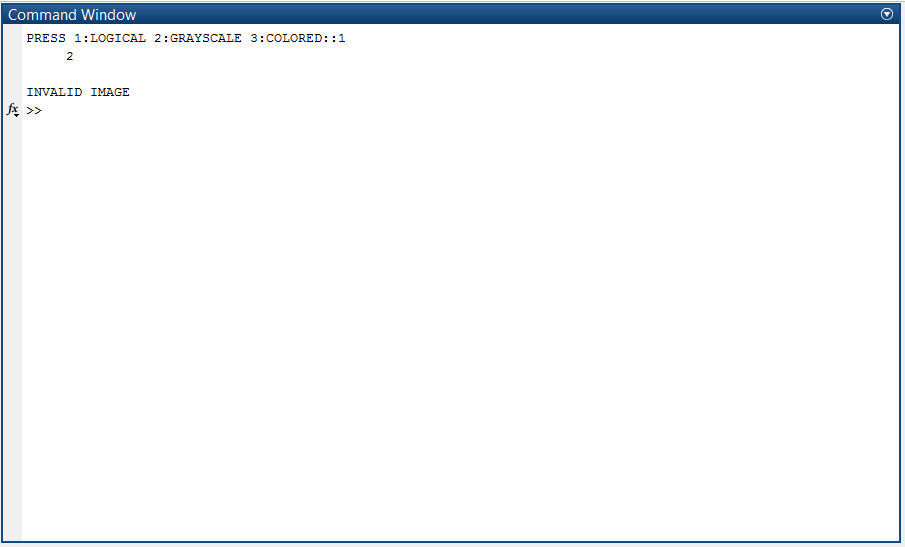 Command Window
PRESS 1:LOGICAL 2:GRAYSCALE 3:COLORED::1
2
INVALID IMAGE
fx >>